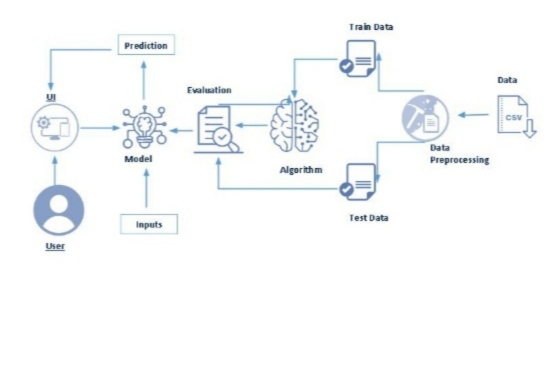 Train Data
Prediction
Data
UI
Evaluation
CSV
Model
Algorithm
Data
Preprocessing
Inputs
Test Data
User